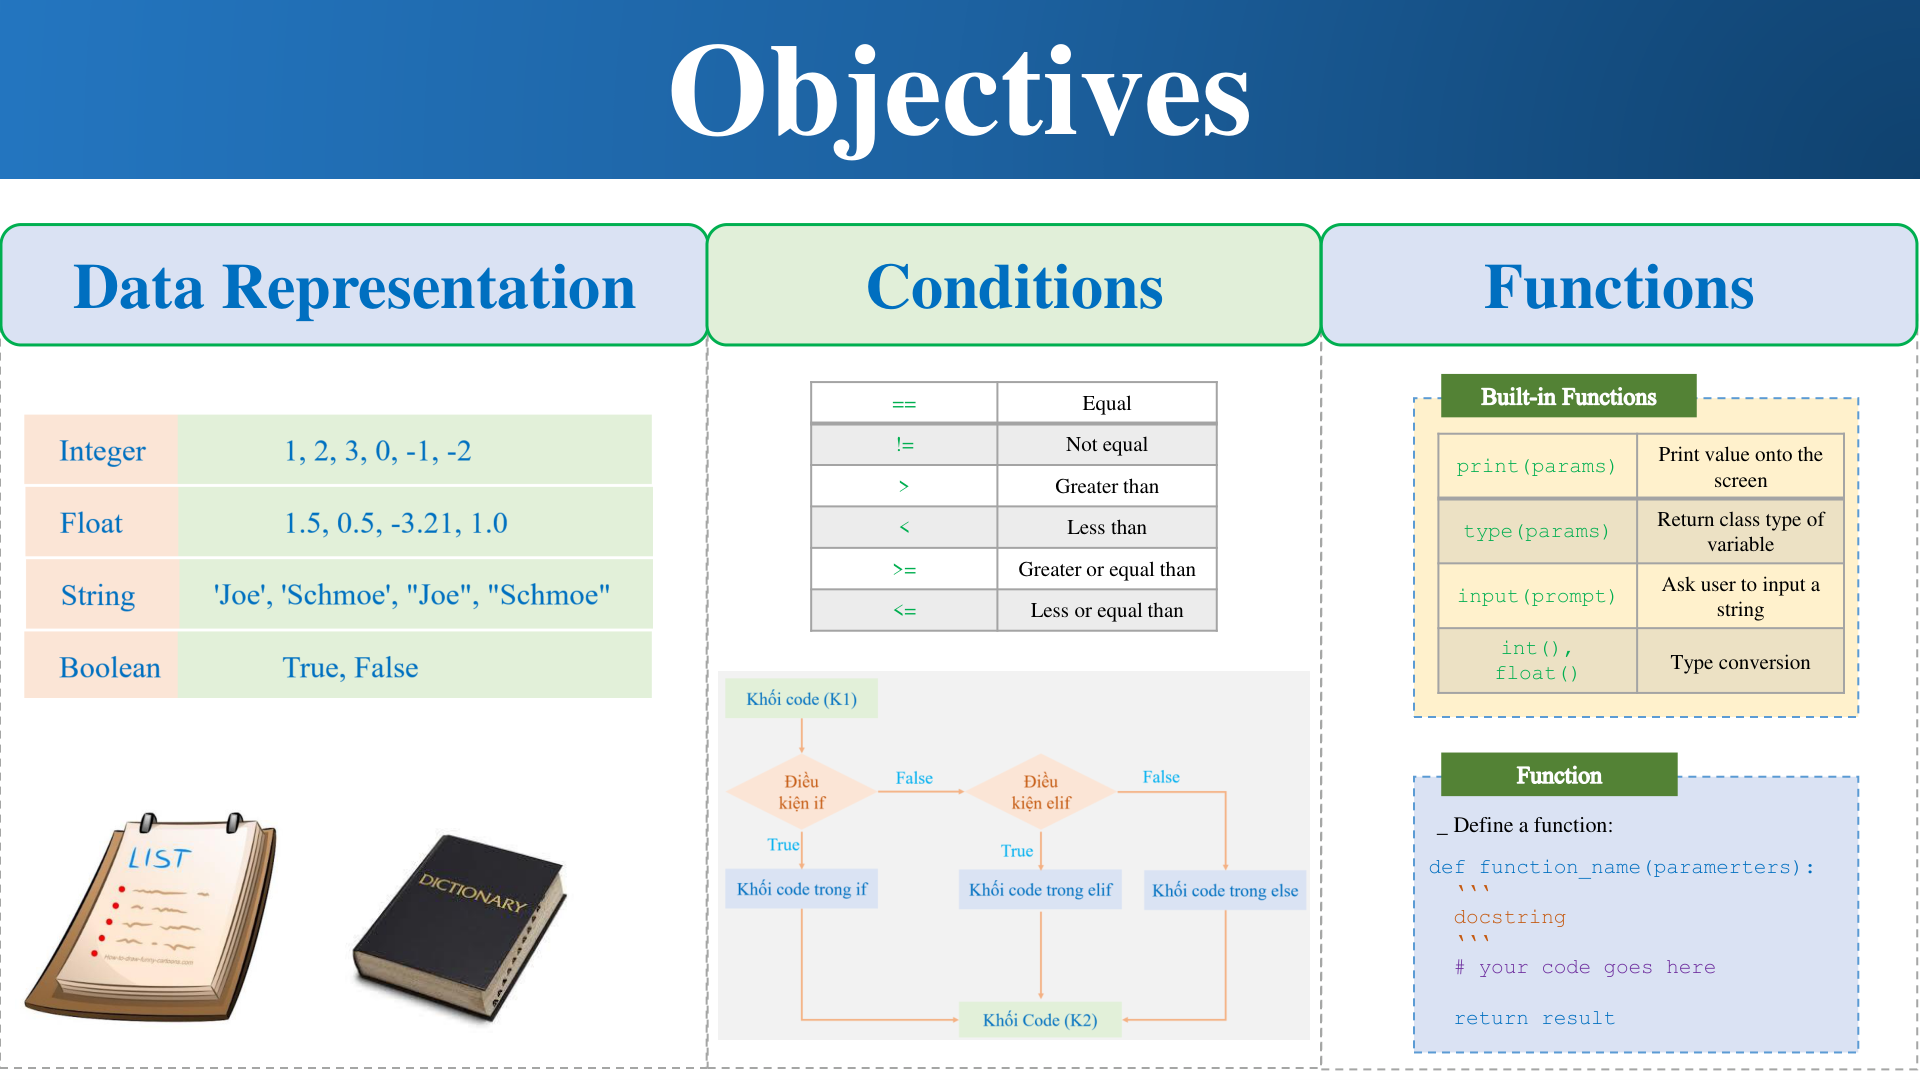 Objectives
Data Representation
Integer 1, 2, 3, 0, -1, -2
Float 1.5, 0.5, -3.21, 1.0
String 'Joe', 'Schmoe', "Joe", "Schmoe"
Boolean True, False
LIST
How-to-draw-funny-cartoons.com
DICTIONARY
Conditions
== Equal
!= Not equal
> Greater than
< Less than
>= Greater or equal than
<= Less or equal than
Khối code (K1)
Điều
kiện if
False
Điều
kiện elif
False
True
True
Khối code trong if
Khối code trong elif
Khối code trong else
Khối Code (K2)
Functions
Built-in Functions
print(params) Print value onto the
screen
type(params) Return class type of
variable
input(prompt) Ask user to input a
string
int(),
float()
Type conversion
Function
_ Define a function:
def function_name(paramerters):
```
docstring
```
# your code goes here
return result